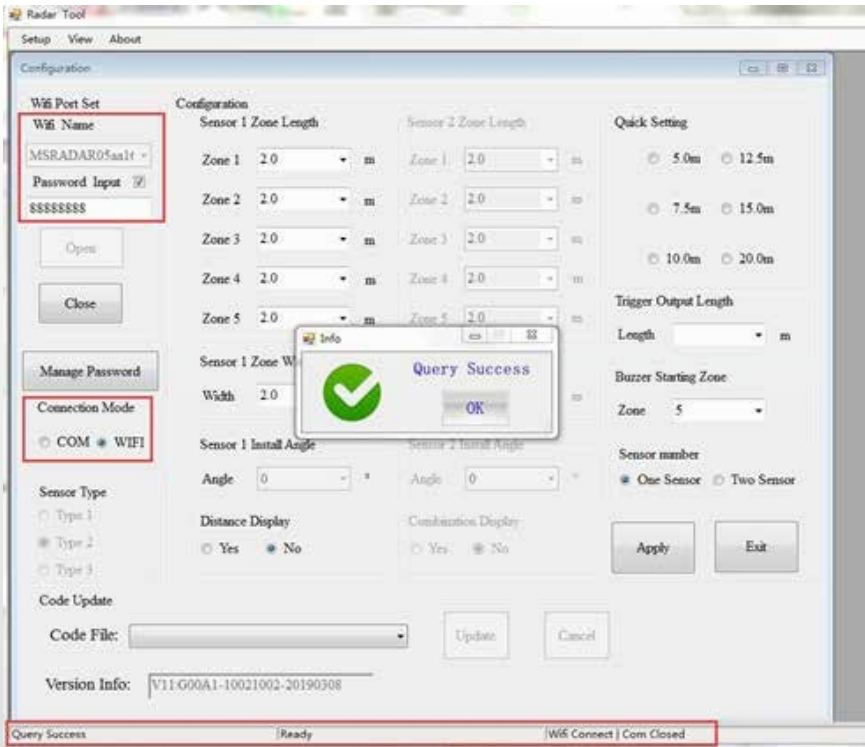 Radar Tool
Setup View About
Configuration
Wifi Port Set
Wifi Name
MSRADAR05aa1t
Password Input
88888888
Open
Close
Manage Password
Connection Mode
COM WIFI
Sensor Type
Type 1
Type 2
Type 3
Configuration
Sensor 1 Zone Length
Zone 1 2.0 m
Zone 2 2.0 m
Zone 3 2.0 m
Zone 4 2.0 m
Zone 5 2.0 m
Sensor 1 Zone W
Width 2.0
Sensor 1 Install Angle
Angle 0 °
Distance Display
Yes No
Sensor 2 Zone Length
Zone 1 2.0 m
Zone 2 2.0 m
Zone 3 2.0 m
Zone 4 2.0 m
Zone 5 2.0 m
m
Sensor 2 Install Angle
Angle 0 °
Combination Display
Yes No
Info
Query Success
OK
Quick Setting
5.0m 12.5m
7.5m 15.0m
10.0m 20.0m
Trigger Output Length
Length m
Buzzer Starting Zone
Zone 5
Sensor number
One Sensor Two Sensor
Apply Exit
Code Update
Code File: Update Cancel
Version Info: V11:G00A1-10021002-20190308
Query Success Ready Wifi Connect | Com Closed